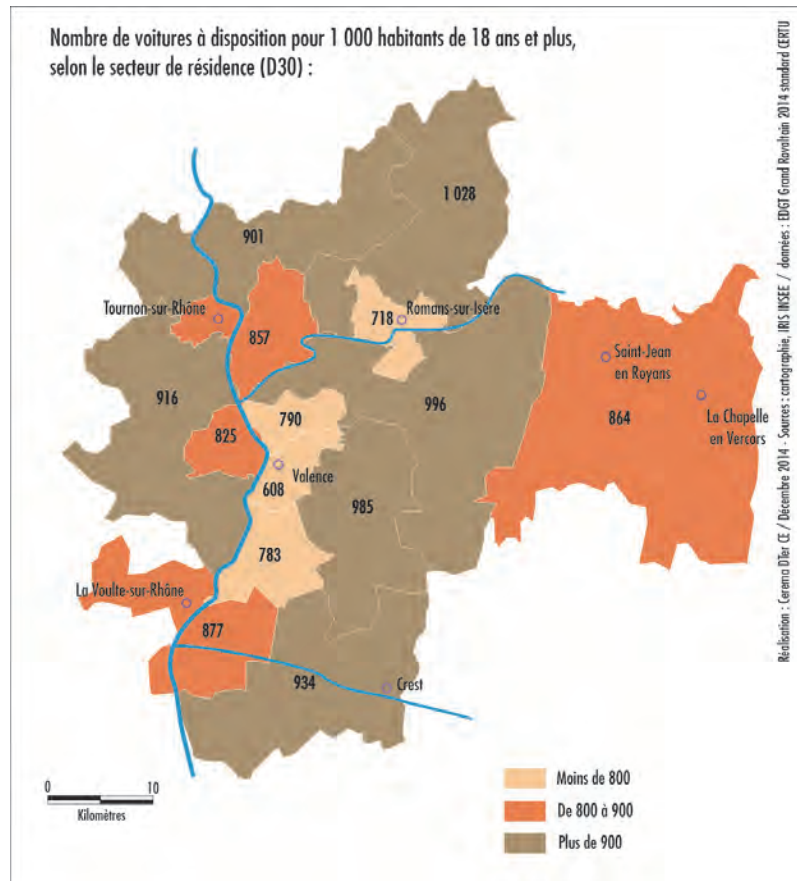 Nombre de voitures à disposition pour 1 000 habitants de 18 ans et plus,
selon le secteur de résidence (D30) :
1 028
901
Tournon-sur-Rhône
718
Romans-sur-Isère
857
Saint-Jean
en Royans
916
996
864
La Chapelle
en Vercors
790
825
Valence
608
985
783
La Voulte-sur-Rhône
877
934
Crest
0 10
Kilomètres
Moins de 800
De 800 à 900
Plus de 900
Réalisation : Cerema DTer CE / Décembre 2014 - Sources : cartographie, IRIS INSEE / données : EDGT Grand Rovaltain 2014 standard CERTU